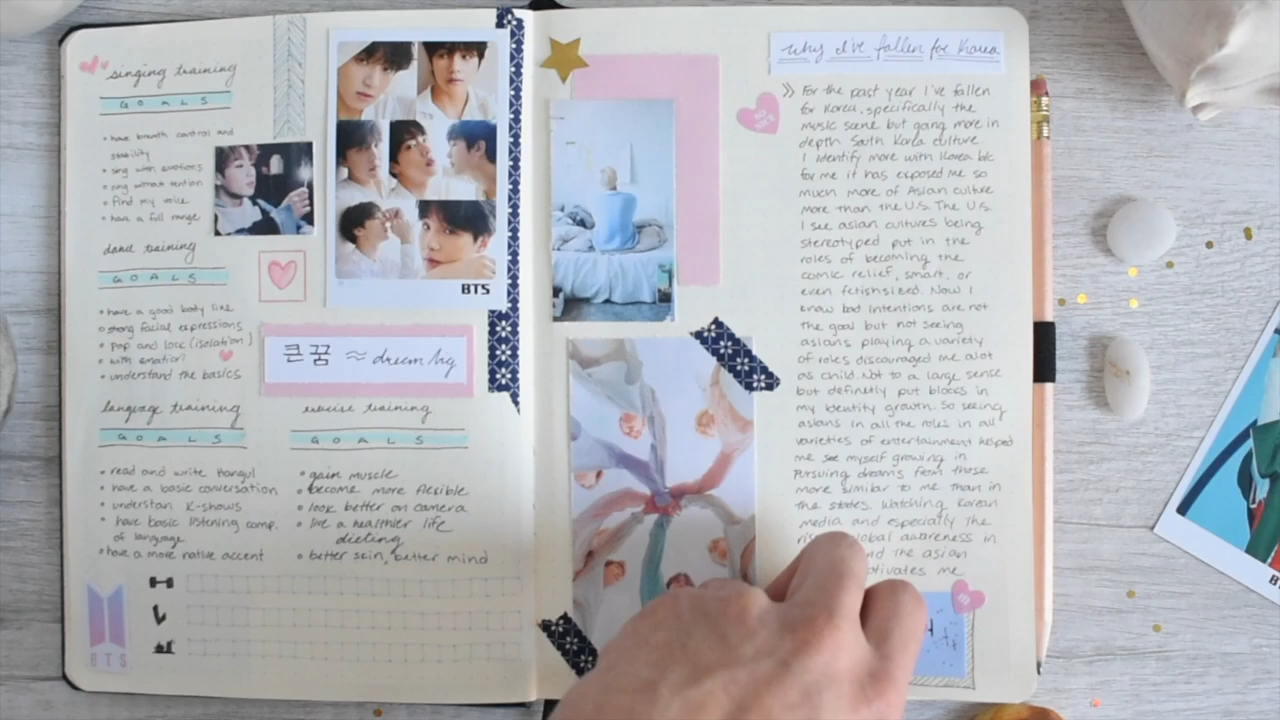 singing training
GOALS
• have breath control and
stability
• sing with emotions
• sing without tention
• find my voice
• have a full range
dance training
GOALS
• have a good body line
• strong facial expressions
• pop and lock (isolation)
• with emotion?
• understand the basics
language training
GOALS
• read and write hangul
• have a basic conversation
• understan K-shows
• have basic listening comp.
of language
• have a more native accent
exercise training
GOALS
• gain muscle
• become more flexible
• look better on camera
• live a healthier life
dieting
• better skin, better mind
BTS
BTS
큰 꿈 ≈ dream big
why I've fallen for Korea
SO NICE
» For the past year I've fallen
for Korea, specifically the
music scene but going more in
depth South Korea culture
I identify more with Korea b/c
for me it has exposed me so
much more of Asian culture
more than the U.S. The U.S.
I see asian cultures being
stereotyped put in the
roles of becoming the
comic relief, smart, or
even fetishsized. Now I
know bad intentions are not
the goal but not seeing
asians playing a variety
of roles discouraged me alot
as child. Not to a large sense
but definetly put blocks in
my identity growth. So seeing
asians in all the roles in all
varieties of entertainment helped
me see myself growing in
pursuing dreams from those
more similar to me than in
the states. Watching Korean
media and especially the
global awareness in
and the asian
me